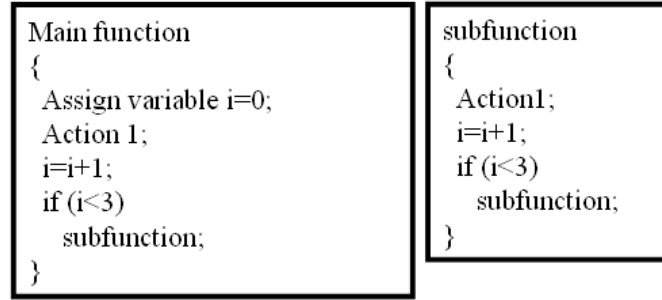 Main function
{
Assign variable i=0;
Action 1;
i=i+1;
if (i<3)
subfunction;
}
subfunction
{
Action1;
i=i+1;
if (i<3)
subfunction;
}